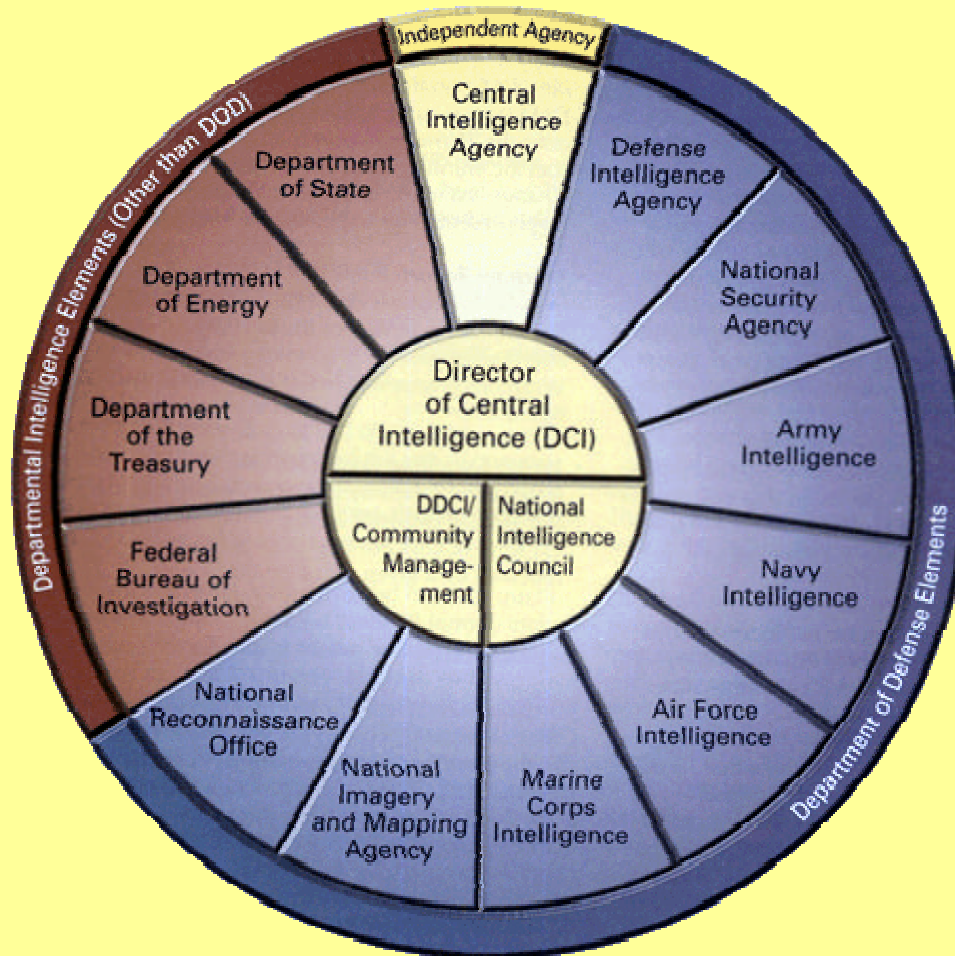 Independent Agency
Central
Intelligence
Agency
Defense
Intelligence
Agency
National
Security
Agency
Army
Intelligence
Navy
Intelligence
Air Force
Intelligence
Marine
Corps
Intelligence
National
Imagery
and Mapping
Agency
National
Reconnaissance
Office
Federal
Bureau of
Investigation
Department
of the
Treasury
Department
of Energy
Department
of State
Departmental Intelligence Elements (Other than DOD)
Department of Defense Elements
Director
of Central
Intelligence (DCI)
DDCI/
Community
Manage-
ment
National
Intelligence
Council